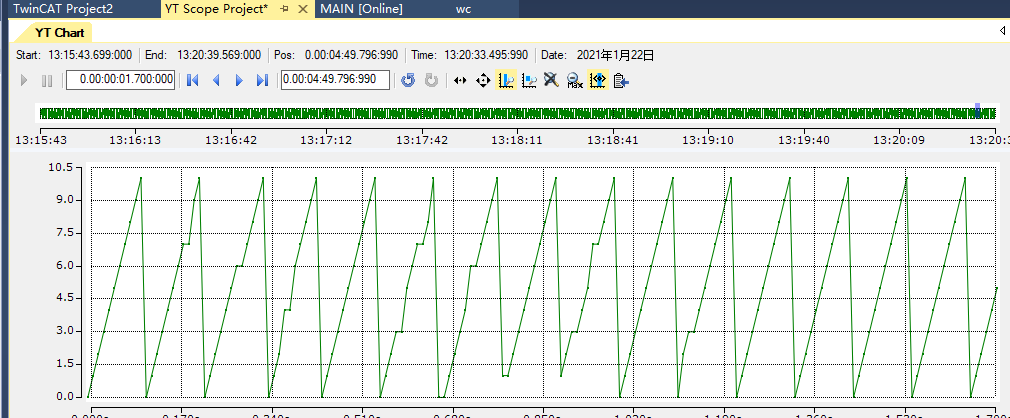 TwinCAT Project2 YT Scope Project* MAIN [Online] wc
YT Chart
Start: 13:15:43.699:000 End: 13:20:39.569:000 Pos: 0.00:04:49.796:990 Time: 13:20:33.495:990 Date: 2021年1月22日
0.00:00:01.700:000 0.00:04:49.796:990 Max
13:15:43 13:16:13 13:16:42 13:17:12 13:17:42 13:18:11 13:18:41 13:19:10 13:19:40 13:20:09 13:20:3
10.5
9.0
7.5
6.0
4.5
3.0
1.5
0.0